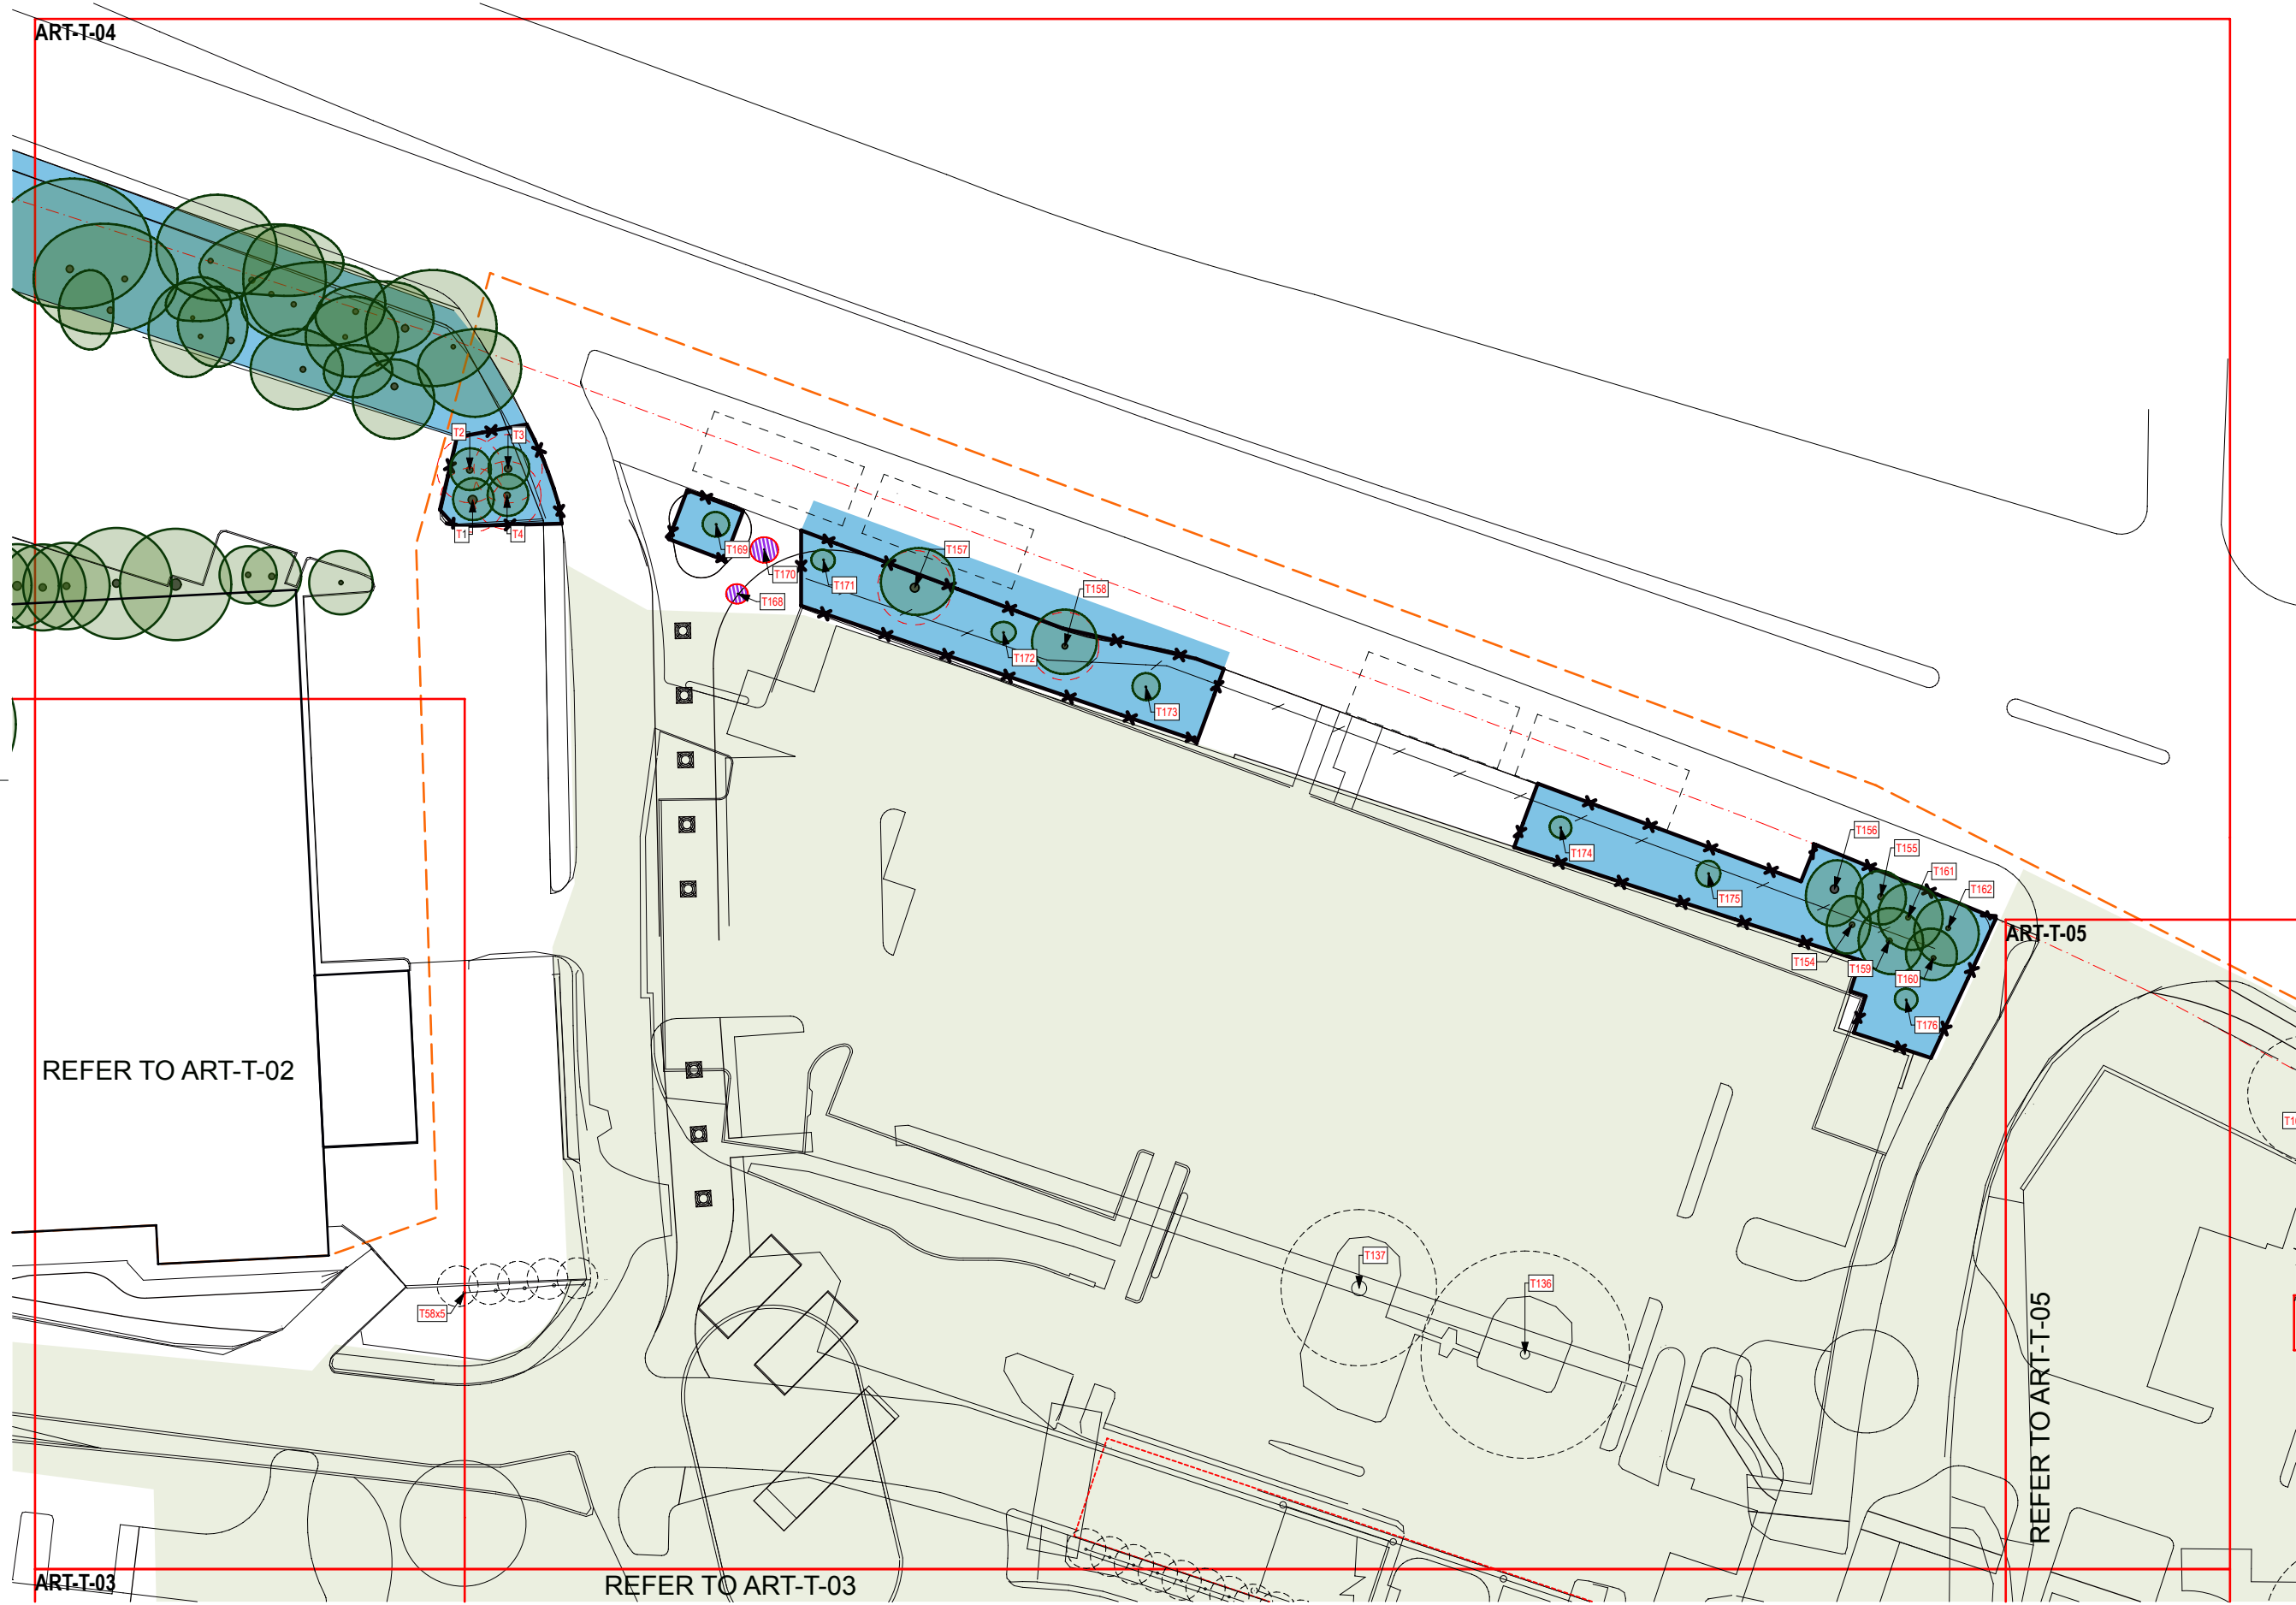 ART-T-04
T2
T3
T1
T4
T169
T170
T168
T171
T157
T158
T172
T173
T174
T175
T156
T155
T161
T162
T154
T159
T160
T176
ART-T-05
REFER TO ART-T-02
T137
T136
T58x5
REFER TO ART-T-05
ART-T-03
REFER TO ART-T-03